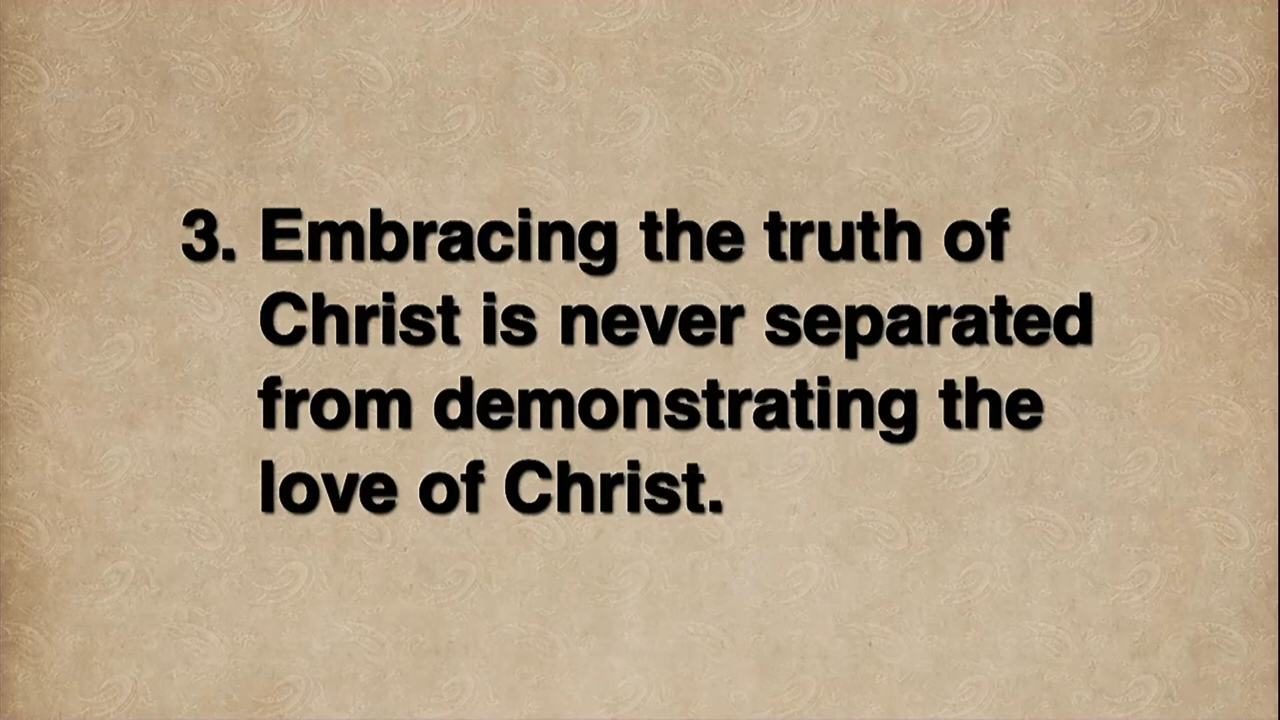 3. Embracing the truth of
Christ is never separated
from demonstrating the
love of Christ.